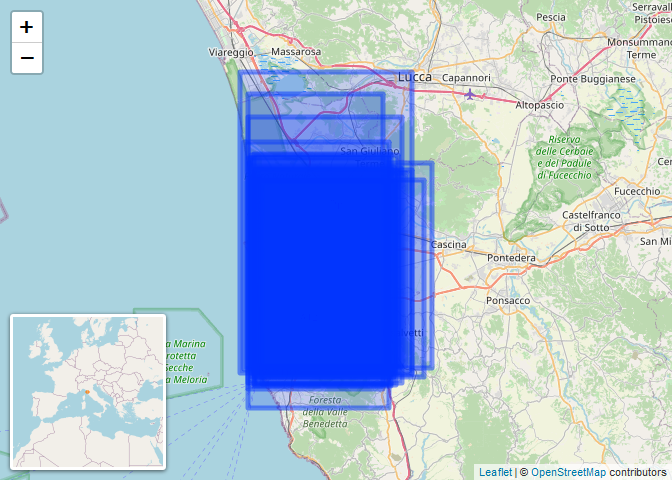 +
−
Viareggio
Massarosa
Pescia
Serravalle
Pistoiese
Monsummano
Terme
Lucca
Capannori
Ponte Buggianese
Altopascio
Riserva
delle Cerbaie
e del Padule
di Fucecchio
San Giuliano
Fucecchio
Castelfranco
di Sotto
San Mi
Cascina
Pontedera
Ponsacco
Marina
rotetta
Secche
a Meloria
Foresta
della Valle
Benedetta
Leaflet | © OpenStreetMap contributors